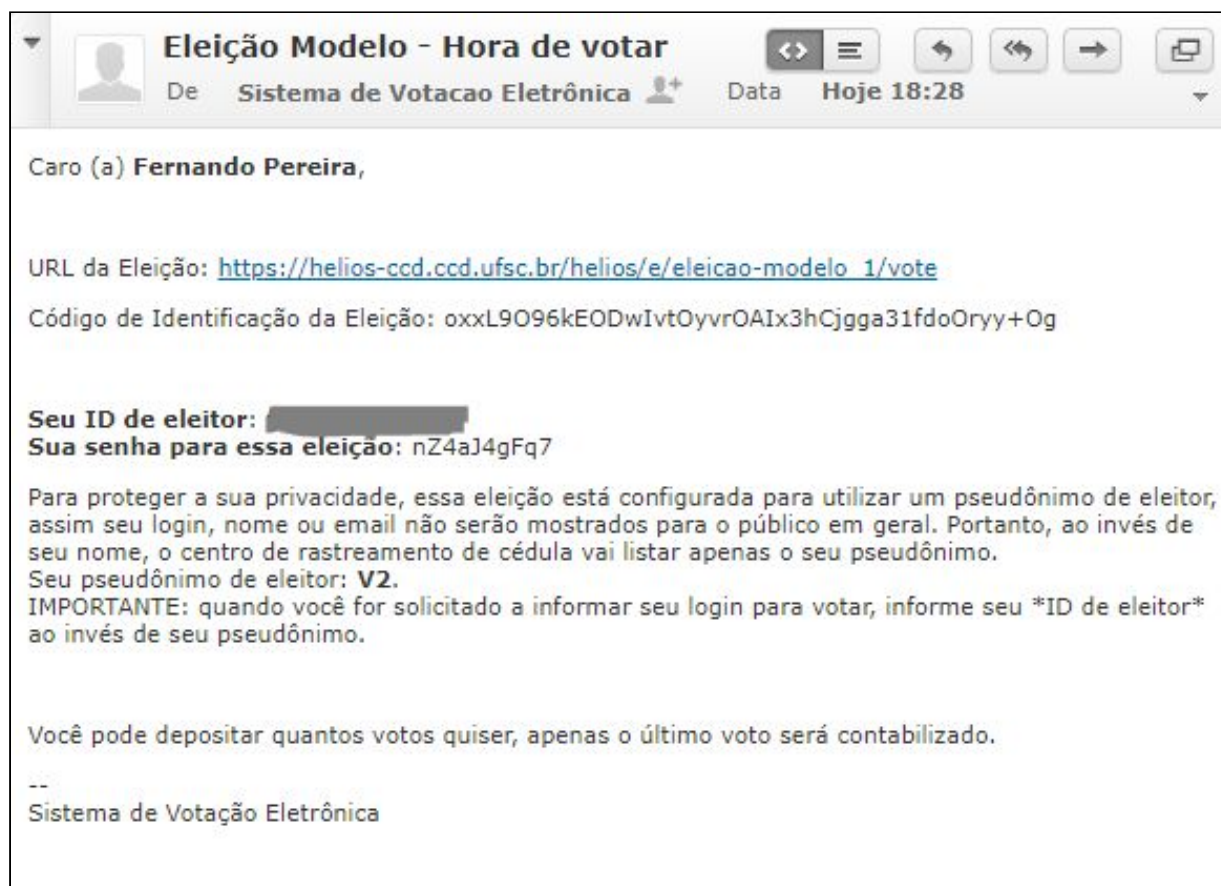 Eleição Modelo - Hora de votar
De Sistema de Votacao Eletrônica Data Hoje 18:28
Caro (a) Fernando Pereira,
URL da Eleição: https://helios-ccd.ccd.ufsc.br/helios/e/eleicao-modelo_1/vote
Código de Identificação da Eleição: oxxL9O96kEODwIvtOyvrOAIx3hCjgga31fdoOryy+Og
Seu ID de eleitor:
Sua senha para essa eleição: nZ4aJ4gFq7
Para proteger a sua privacidade, essa eleição está configurada para utilizar um pseudônimo de eleitor,
assim seu login, nome ou email não serão mostrados para o público em geral. Portanto, ao invés de
seu nome, o centro de rastreamento de cédula vai listar apenas o seu pseudônimo.
Seu pseudônimo de eleitor: V2.
IMPORTANTE: quando você for solicitado a informar seu login para votar, informe seu *ID de eleitor*
ao invés de seu pseudônimo.
Você pode depositar quantos votos quiser, apenas o último voto será contabilizado.
--
Sistema de Votação Eletrônica